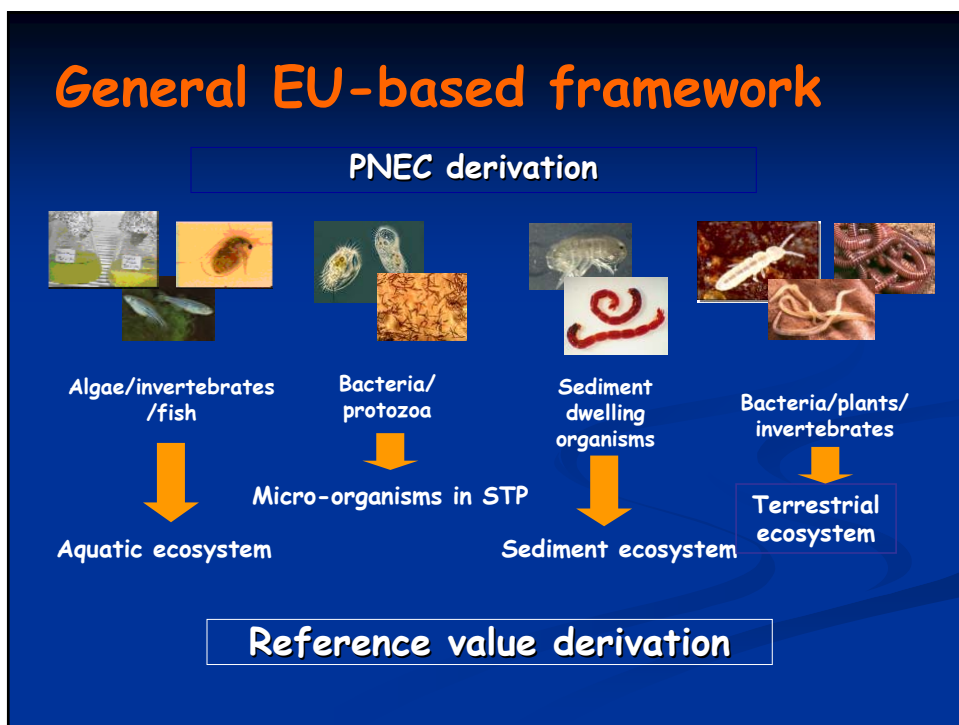 General EU-based framework
PNEC derivation
Algae/invertebrates
/fish
Bacteria/
protozoa
Sediment
dwelling
organisms
Bacteria/plants/
invertebrates
Micro-organisms in STP
Terrestrial
ecosystem
Aquatic ecosystem
Sediment ecosystem
Reference value derivation